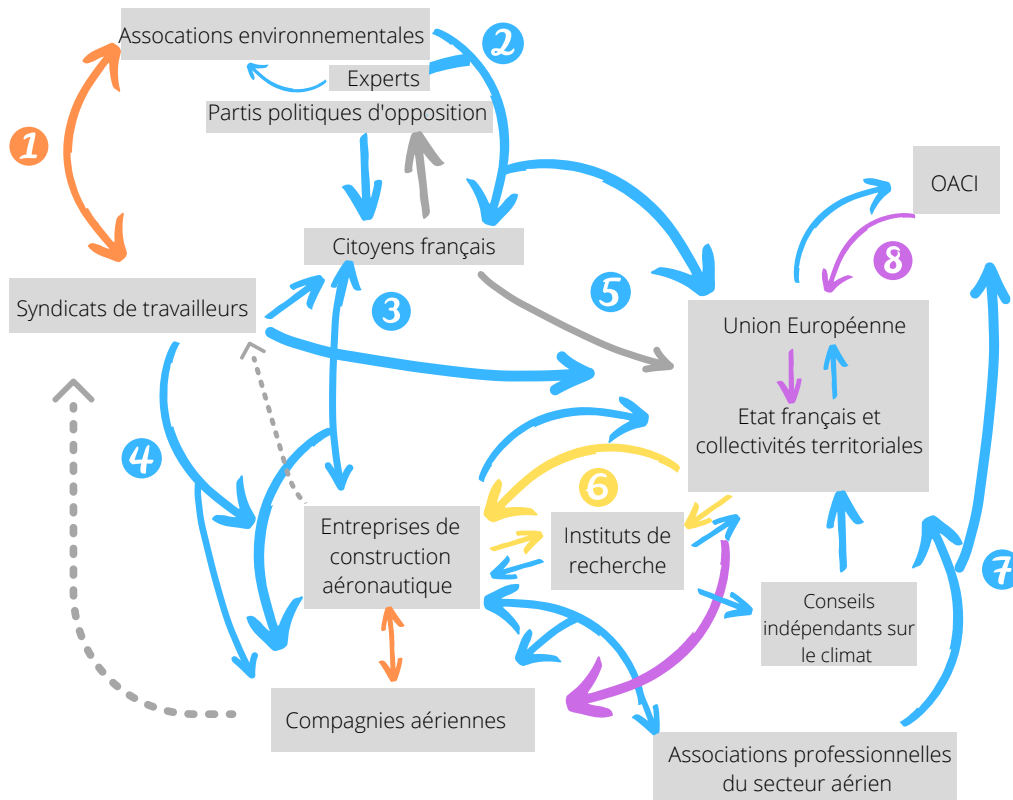 Assocations environnementales
2
Experts
Partis politiques d'opposition
1
OACI
Citoyens français
8
Syndicats de travailleurs
3
5
Union Européenne
Etat français et
collectivités territoriales
4
6
Entreprises de
construction
aéronautique
Instituts de
recherche
7
Conseils
indépendants sur
le climat
Compagnies aériennes
Associations professionnelles
du secteur aérien